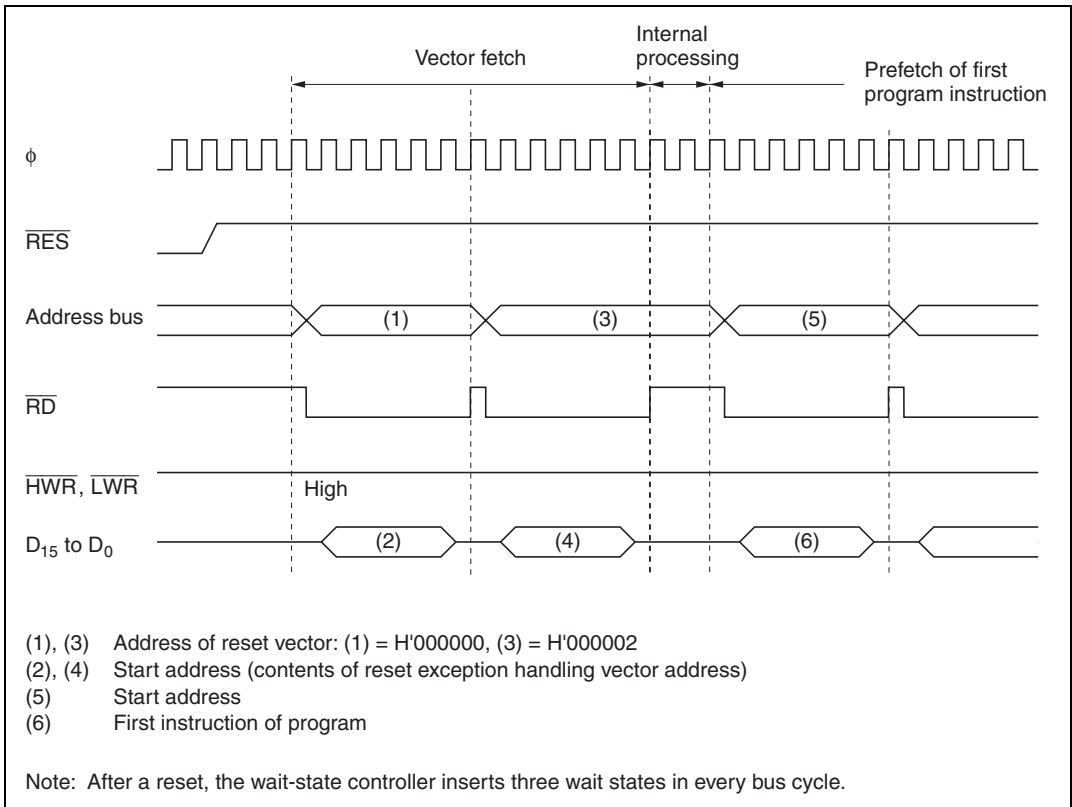 Vector fetch
Internal
processing
Prefetch of first
program instruction
φ
RES
Address bus
(1)
(3)
(5)
RD
HWR, LWR
High
D15 to D0
(2)
(4)
(6)
(1), (3) Address of reset vector: (1) = H'000000, (3) = H'000002
(2), (4) Start address (contents of reset exception handling vector address)
(5) Start address
(6) First instruction of program
Note: After a reset, the wait-state controller inserts three wait states in every bus cycle.